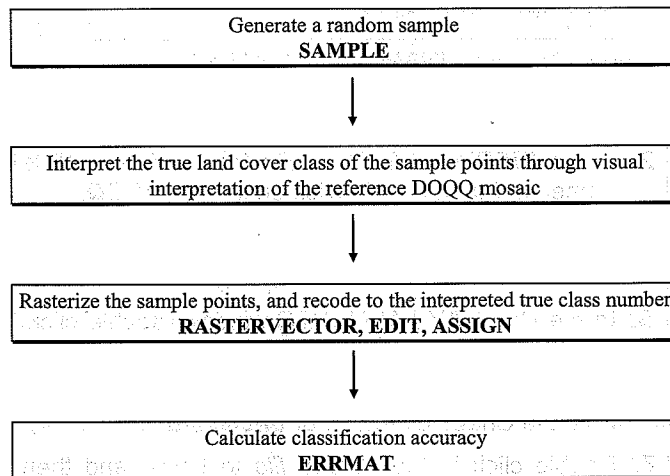 Generate a random sample
SAMPLE
Interpret the true land cover class of the sample points through visual
interpretation of the reference DOQQ mosaic
Rasterize the sample points, and recode to the interpreted true class number
RASTERVECTOR, EDIT, ASSIGN
Calculate classification accuracy
ERRMAT